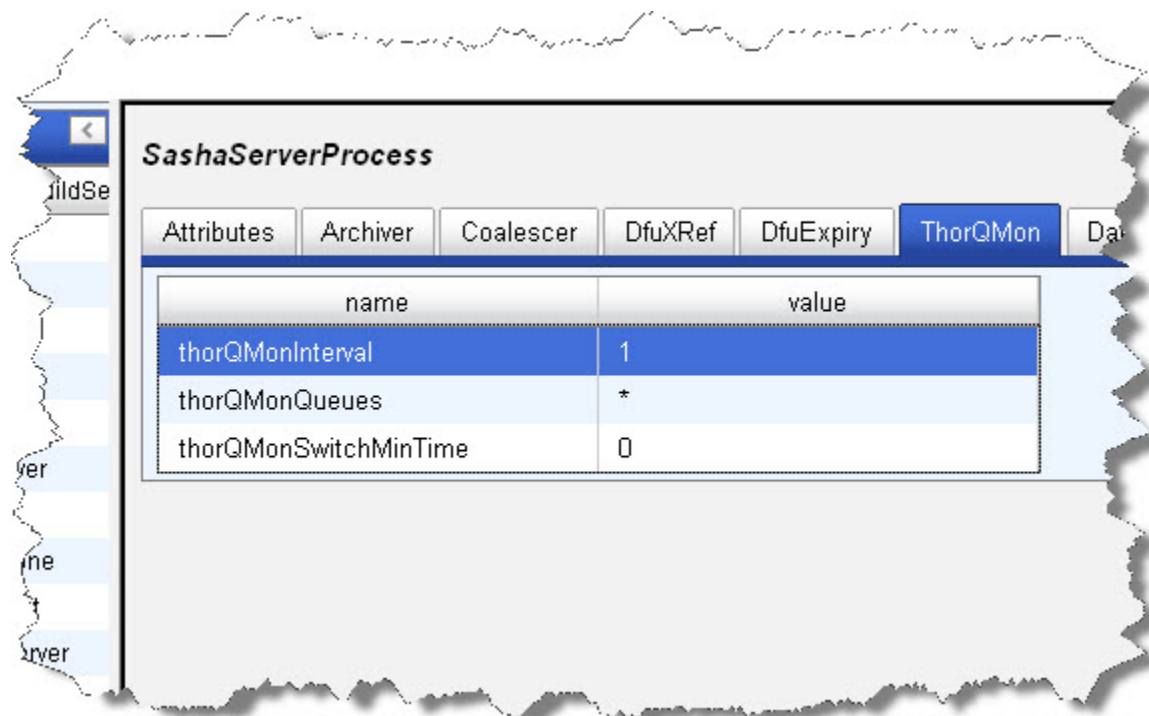 SashaServerProcess
Attributes Archiver Coalescer DfuXRef DfuExpiry ThorQMon
name value
thorQMonInterval 1
thorQMonQueues *
thorQMonSwitchMinTime 0